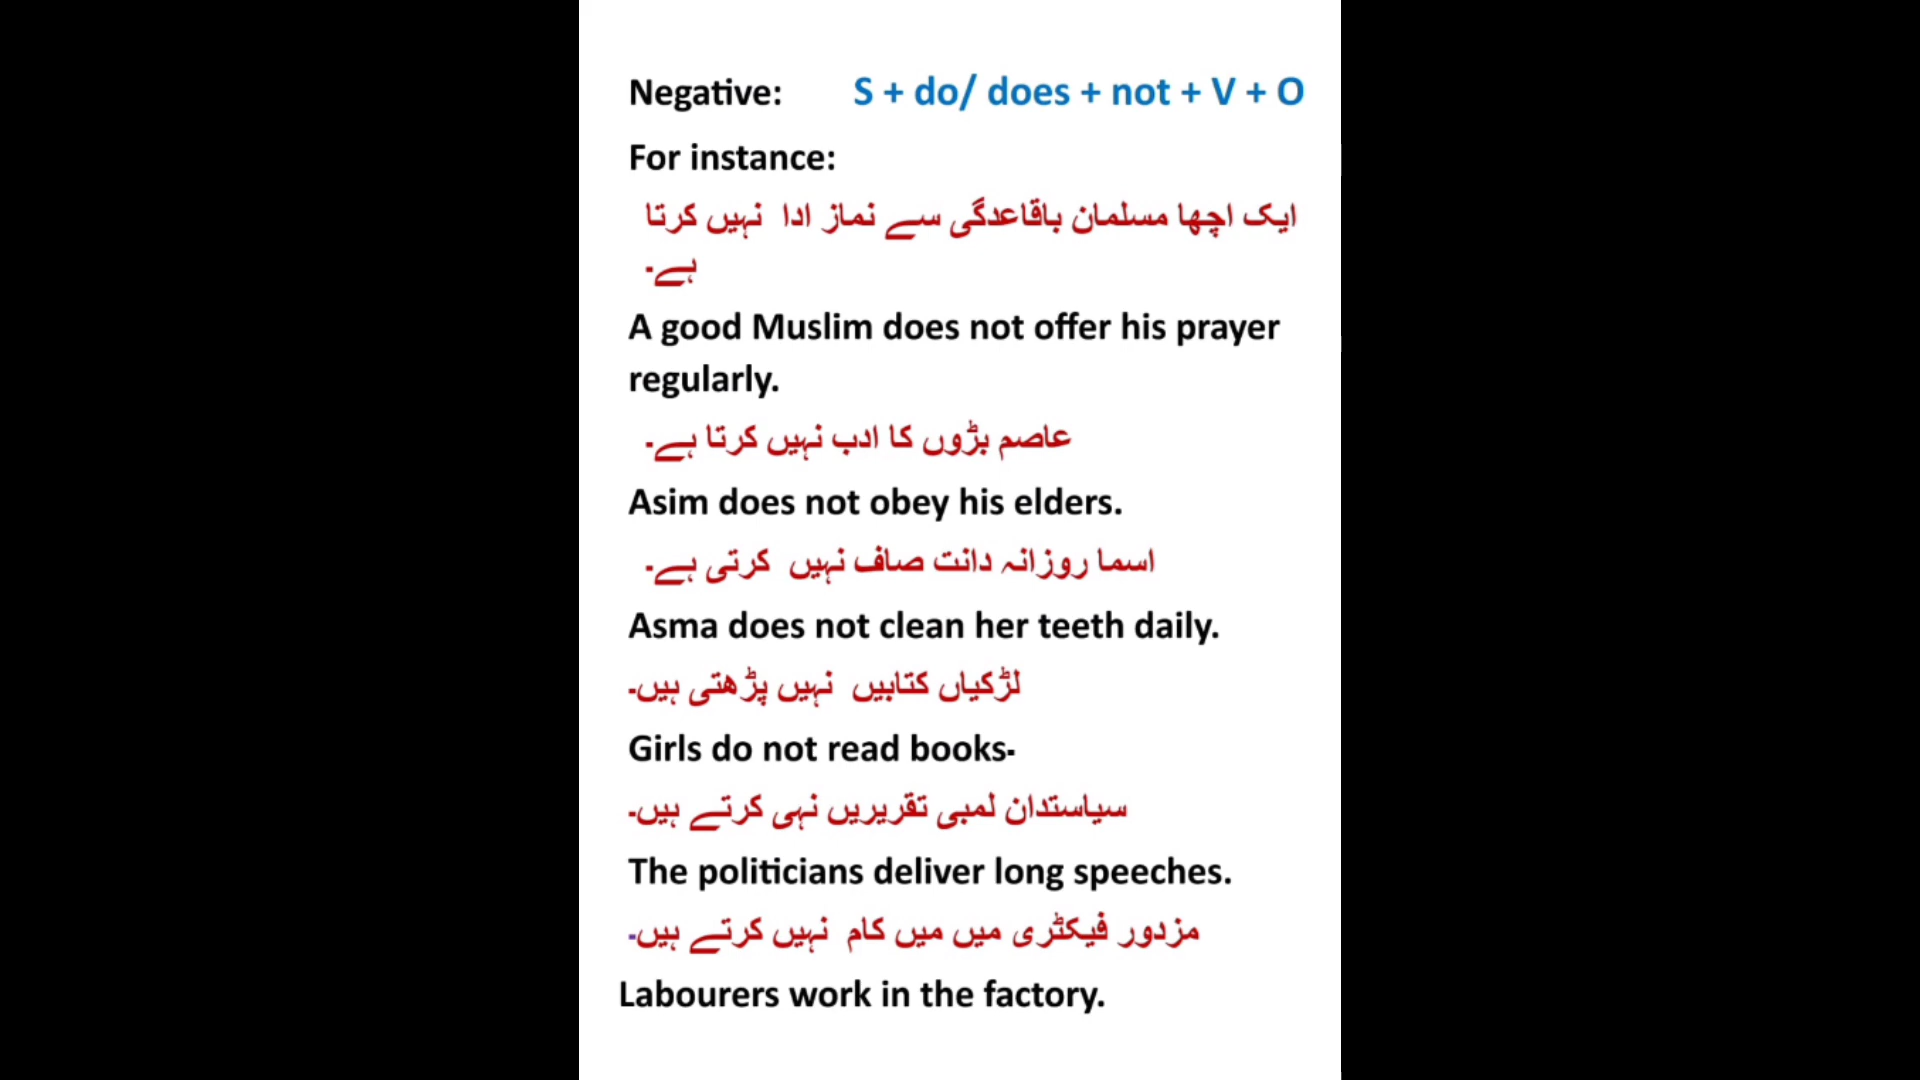 Negative: S + do/ does + not + V + O
For instance:
ایک اچھا مسلمان باقاعدگی سے نماز ادا نہیں کرتا
ہے۔
A good Muslim does not offer his prayer
regularly.
عاصم بڑوں کا ادب نہیں کرتا ہے۔
Asim does not obey his elders.
اسما روزانہ دانت صاف نہیں کرتی ہے۔
Asma does not clean her teeth daily.
لڑکیاں کتابیں نہیں پڑھتی ہیں۔
Girls do not read books۔
سیاستدان لمبی تقریریں نہی کرتے ہیں۔
The politicians deliver long speeches.
مزدور فیکٹری میں میں کام نہیں کرتے ہیں۔
Labourers work in the factory.